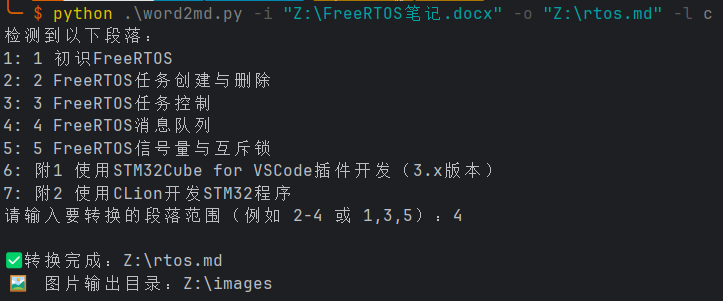 $ python .\word2md.py -i "Z:\FreeRTOS笔记.docx" -o "Z:\rtos.md" -l c
检测到以下段落：
1: 1 初识FreeRTOS
2: 2 FreeRTOS任务创建与删除
3: 3 FreeRTOS任务控制
4: 4 FreeRTOS消息队列
5: 5 FreeRTOS信号量与互斥锁
6: 附1 使用STM32Cube for VSCode插件开发（3.x版本）
7: 附2 使用CLion开发STM32程序
请输入要转换的段落范围（例如 2-4 或 1,3,5）：4
✅转换完成：Z:\rtos.md
🖼️ 图片输出目录：Z:\images